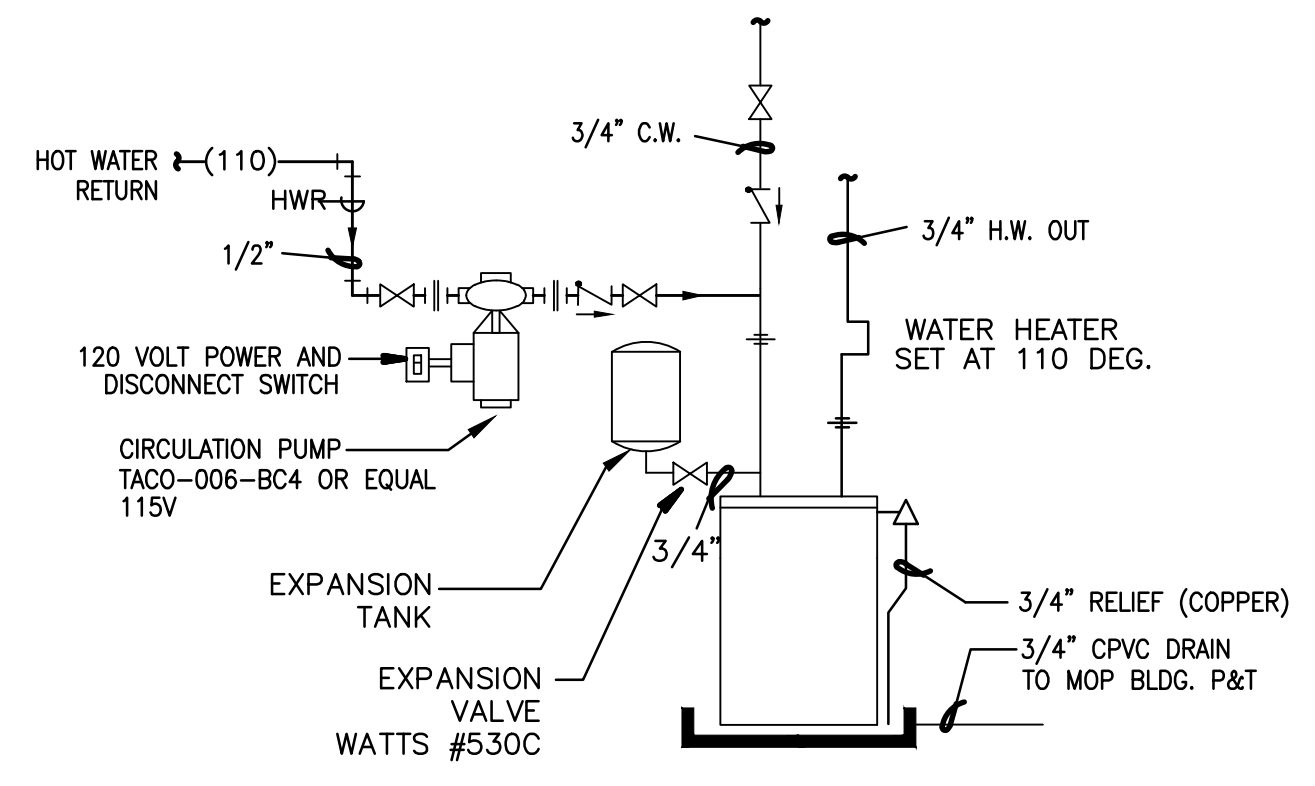 3/4" C.W.
HOT WATER
RETURN
(110)
HWR
1/2"
3/4" H.W. OUT
WATER HEATER
SET AT 110 DEG.
120 VOLT POWER AND
DISCONNECT SWITCH
CIRCULATION PUMP
TACO-006-BC4 OR EQUAL
115V
3/4"
EXPANSION
TANK
3/4" RELIEF (COPPER)
3/4" CPVC DRAIN
TO MOP BLDG. P&T
EXPANSION
VALVE
WATTS #530C